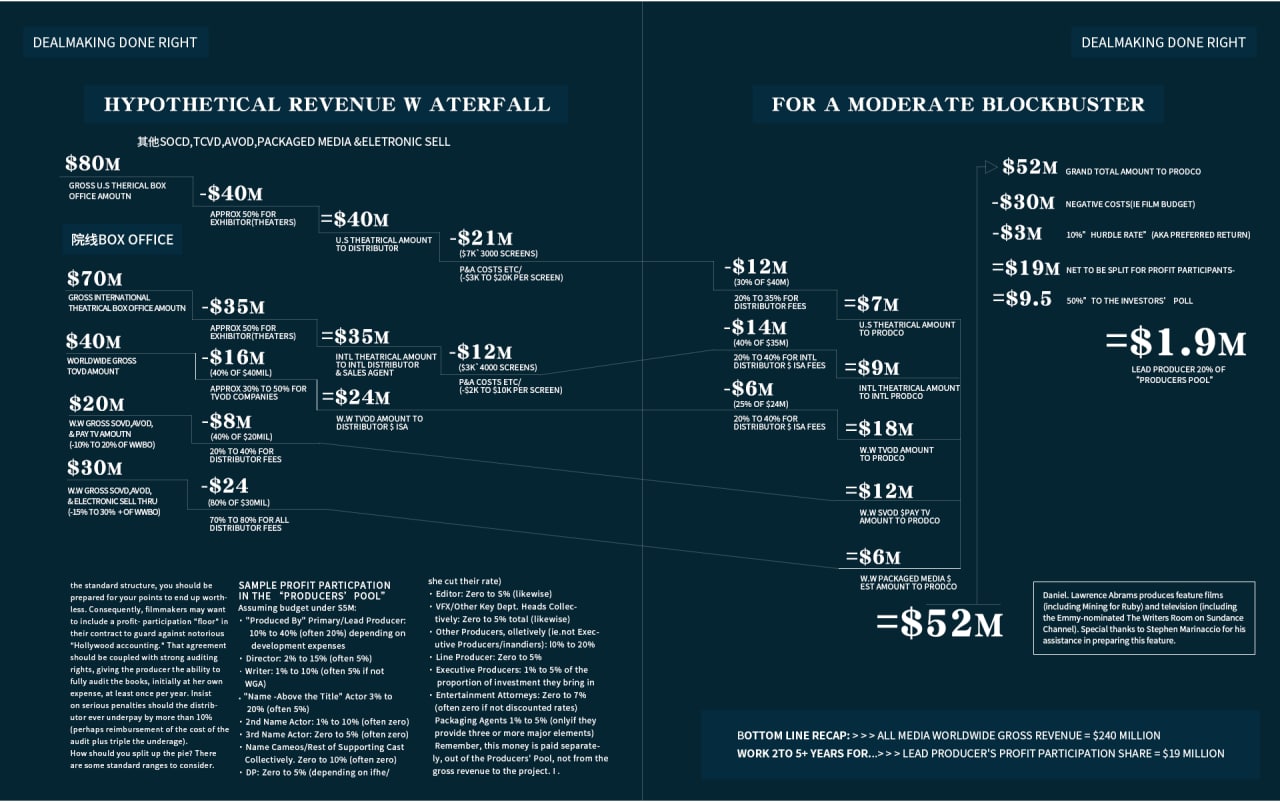 DEALMAKING DONE RIGHT
DEALMAKING DONE RIGHT
HYPOTHETICAL REVENUE W ATERFALL
FOR A MODERATE BLOCKBUSTER
其他SOCD,TCVD,AVOD,PACKAGED MEDIA &ELETRONIC SELL
$80M
GROSS U.S THERICAL BOX
OFFICE AMOUTN
-$40M
APPROX 50% FOR
EXHIBITOR(THEATERS)
=$40M
U.S THEATRICAL AMOUNT
TO DISTRIBUTOR
-$21M
($7K`3000 SCREENS)
P&A COSTS ETC/
(-$3K TO $20K PER SCREEN)
院线BOX OFFICE
$70M
GROSS INTERNATIONAL
THEATRICAL BOX OFFICE AMOUTN
-$35M
APPROX 50% FOR
EXHIBITOR(THEATERS)
=$35M
INTL THEATRICAL AMOUNT
TO INTL DISTRIBUTOR
& SALES AGENT
-$12M
($3K`4000 SCREENS)
P&A COSTS ETC/
(-$2K TO $10K PER SCREEN)
$40M
WORLDWIDE GROSS
TOVD AMOUNT
-$16M
(40% OF $40MIL)
APPROX 30% TO 50% FOR
TVOD COMPANIES
=$24M
W.W TVOD AMOUNT TO
DISTRIBUTOR $ ISA
$20M
W.W GROSS SOVD,AVOD,
& PAY TV AMOUTN
(-10% TO 20% OF WWBO)
-$8M
(40% OF $20MIL)
20% TO 40% FOR
DISTRIBUTOR FEES
$30M
W.W GROSS SOVD,AVOD,
& ELECTRONIC SELL THRU
(-15% TO 30% + OF WWBO)
-$24
(80% OF $30MIL)
70% TO 80% FOR ALL
DISTRIBUTOR FEES
-$12M
(30% OF $40M)
20% TO 35% FOR
DISTRIBUTOR FEES
=$7M
U.S THEATRICAL AMOUNT
TO PRODCO
-$14M
(40% OF $35M)
20% TO 40% FOR INTL
DISTRIBUTOR $ ISA FEES
=$9M
INTL THEATRICAL AMOUNT
TO INTL PRODCO
-$6M
(25% OF $24M)
20% TO 40% FOR
DISTRIBUTOR $ ISA FEES
=$18M
W.W TVOD AMOUNT
TO PRODCO
=$12M
W.W SVOD $PAY TV
AMOUNT TO PRODCO
=$6M
W.W PACKAGED MEDIA $
EST AMOUNT TO PRODCO
=$52M
$52M GRAND TOTAL AMOUNT TO PRODCO
-$30M NEGATIVE COSTS(IE FILM BUDGET)
-$3M 10%” HURDLE RATE” (AKA PREFERRED RETURN)
=$19M NET TO BE SPLIT FOR PROFIT PARTICIPANTS-
=$9.5 50%” TO THE INVESTORS’ POLL
=$1.9M
LEAD PRODUCER 20% OF
"PRODUCERS POOL"
the standard structure, you should be
prepared for your points to end up worth-
less. Consequently, filmmakers may want
to include a profit- participation "floor" in
their contract to guard against notorious
"Hollywood accounting." That agreement
should be coupled with strong auditing
rights, giving the producer the ability to
fully audit the books, initially at her own
expense, at least once per year. Insist
on serious penalties should the distrib-
utor ever underpay by more than 10%
(perhaps reimbursement of the cost of the
audit plus triple the underage).
How should you split up the pie? There
are some standard ranges to consider.
SAMPLE PROFIT PARTICPATION
IN THE “PRODUCERS’ POOL”
Assuming budget under S5M:
· "Produced By" Primary/Lead Producer:
10% to 40% (often 20%) depending on
development expenses
· Director: 2% to 15% (often 5%)
· Writer: 1% to 10% (often 5% if not
WGA)
. "Name -Above the Title" Actor 3% to
20% (often 5%)
· 2nd Name Actor: 1% to 10% (often zero)
· 3rd Name Actor: Zero to 5% (often zero)
· Name Cameos/Rest of Supporting Cast
Collectively. Zero to 10% (often zero)
· DP: Zero to 5% (depending on ifhe/
she cut their rate)
· Editor: Zero to S% (likewise)
· VFX/Other Key Dept. Heads Collec-
tively: Zero to 5% total (likewise)
· Other Producers, olletively (ie.not Exec-
utive Producers/inandiers): I0% to 20%
· Line Producer: Zero to 5%
· Executive Producers: 1% to 5% of the
proportion of investment they bring in
· Entertainment Attorneys: Zero to 7%
(often zero if not discounted rates)
Packaging Agents 1% to 5% (onlyif they
provide three or more major elements)
Remember, this money is paid separate-
ly, out of the Producers’ Pool, not from the
gross revenue to the project. I .
Daniel. Lawrence Abrams produces feature films
(including Mining for Ruby) and television (including
the Emmy-nominated The Writers Room on Sundance
Channel). Special thanks to Stephen Marinaccio for his
assistance in preparing this feature.
BOTTOM LINE RECAP: >>> ALL MEDIA WORLDWIDE GROSS REVENUE = $240 MILLION
WORK 2TO 5+ YEARS FOR...>>> LEAD PRODUCER'S PROFIT PARTICIPATION SHARE = $19 MILLION